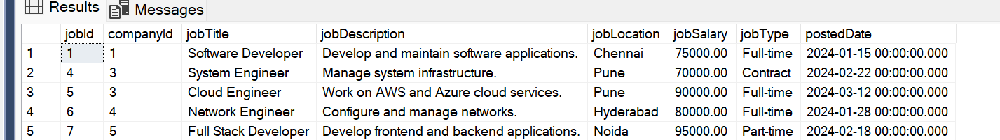 Results Messages
jobId companyId jobTitle jobDescription jobLocation jobSalary jobType postedDate
1 1 1 Software Developer Develop and maintain software applications. Chennai 75000.00 Full-time 2024-01-15 00:00:00.000
2 4 3 System Engineer Manage system infrastructure. Pune 70000.00 Contract 2024-02-22 00:00:00.000
3 5 3 Cloud Engineer Work on AWS and Azure cloud services. Pune 90000.00 Full-time 2024-03-12 00:00:00.000
4 6 4 Network Engineer Configure and manage networks. Hyderabad 80000.00 Full-time 2024-01-28 00:00:00.000
5 7 5 Full Stack Developer Develop frontend and backend applications. Noida 95000.00 Part-time 2024-02-18 00:00:00.000